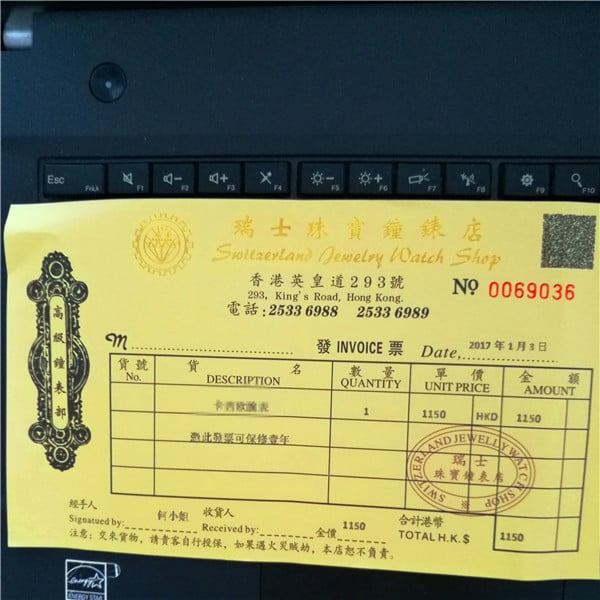 Esc
FnLk F1 F2 F3 F4 F5 F6 F7 F8 F9 F10
瑞士珠寶鐘錶店
Switzerland Jewelry Watch Shop
香港英皇道293號
293, King's Road, Hong Kong.
電話:2533 6988 2533 6989
Nº 0069036
高級鐘表部
M
發 INVOICE 票
Date, 2017 年 1 月 3 日
貨號 貨名 數量 單價 金額
No. DESCRIPTION QUANTITY UNIT PRICE AMOUNT
卡西欧腕表 1 1150 HKD 1150
憑此發票可保修壹年
SWITZERLAND JEWELLY WATCH SHOP
瑞士
珠寶鐘表店
經手人 何小姐 收貨人 合計港幣
Signatued by: Received by: 金價 1150 TOTAL H.K.$ 1150
注意：交來貨物，請貴客自行投保，如果遇火災賊劫，本店恕不負責。
ENERGY STAR